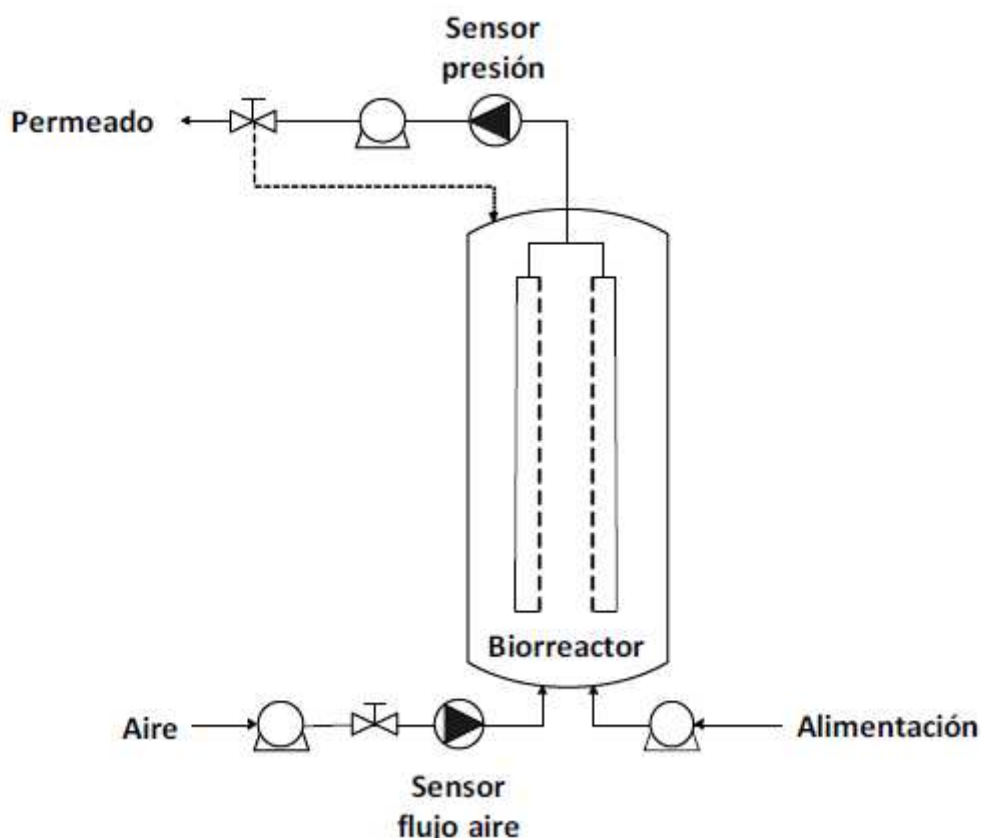 Sensor
presión
Permeado
Biorreactor
Aire
Alimentación
Sensor
flujo aire